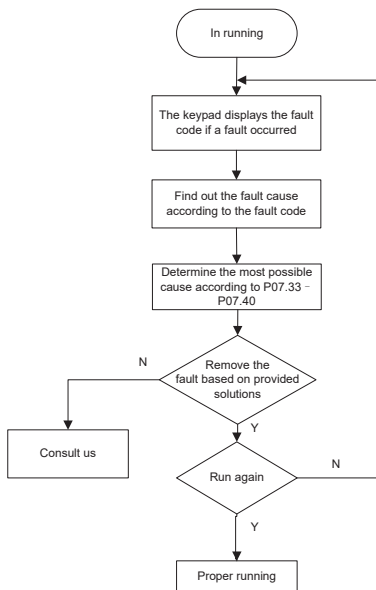 In running
The keypad displays the fault
code if a fault occurred
Find out the fault cause
according to the fault code
Determine the most possible
cause according to P07.33–
P07.40
N
Remove the
fault based on provided
solutions
Y
Consult us
Run again
N
Y
Proper running